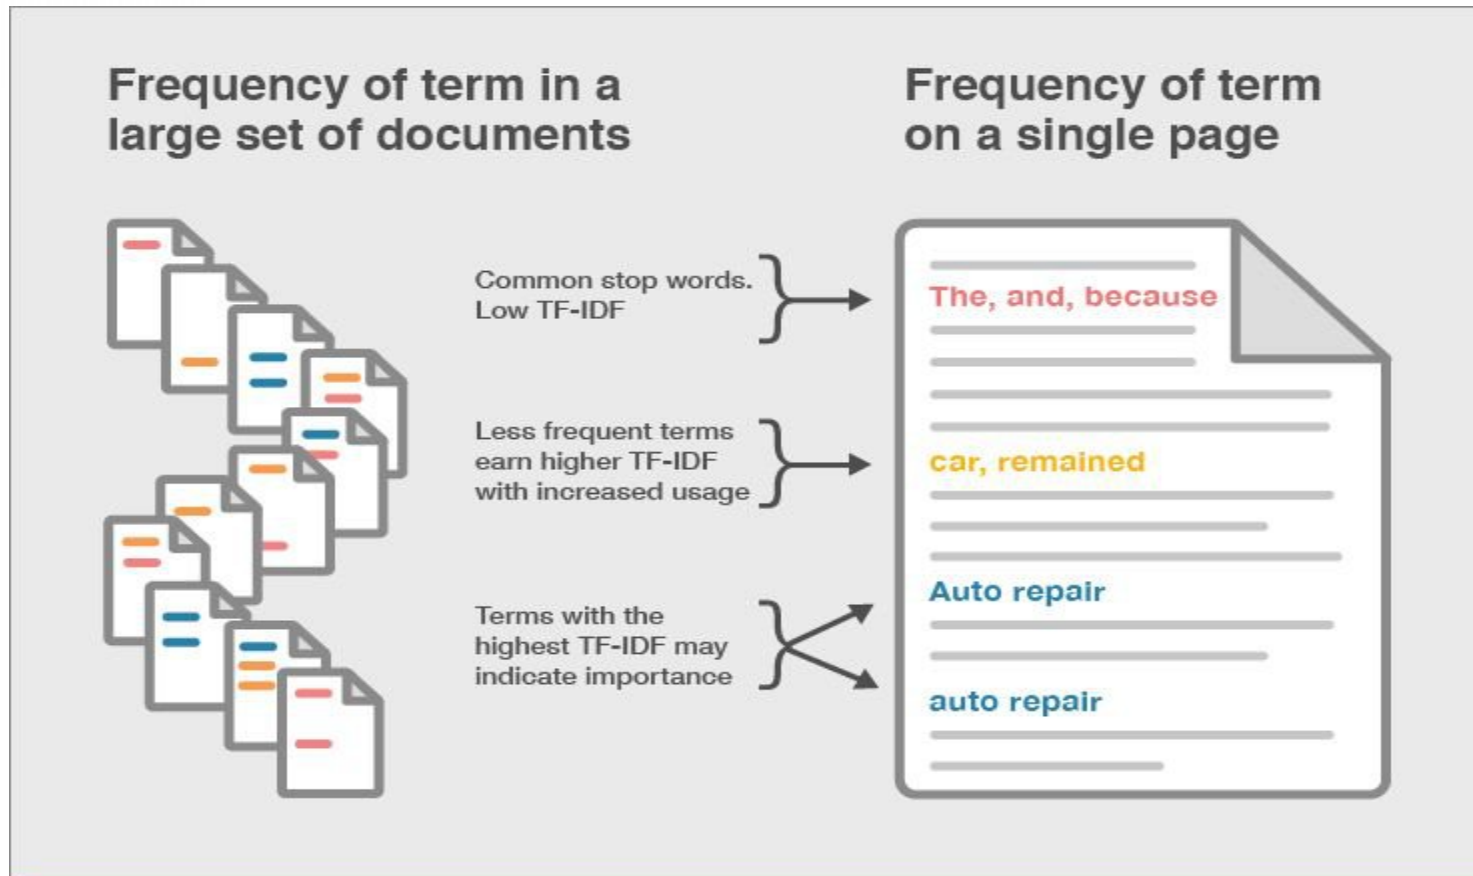 Frequency of term in a
large set of documents
Frequency of term
on a single page
Common stop words.
Low TF-IDF
The, and, because
Less frequent terms
earn higher TF-IDF
with increased usage
car, remained
Terms with the
highest TF-IDF may
indicate importance
Auto repair
auto repair